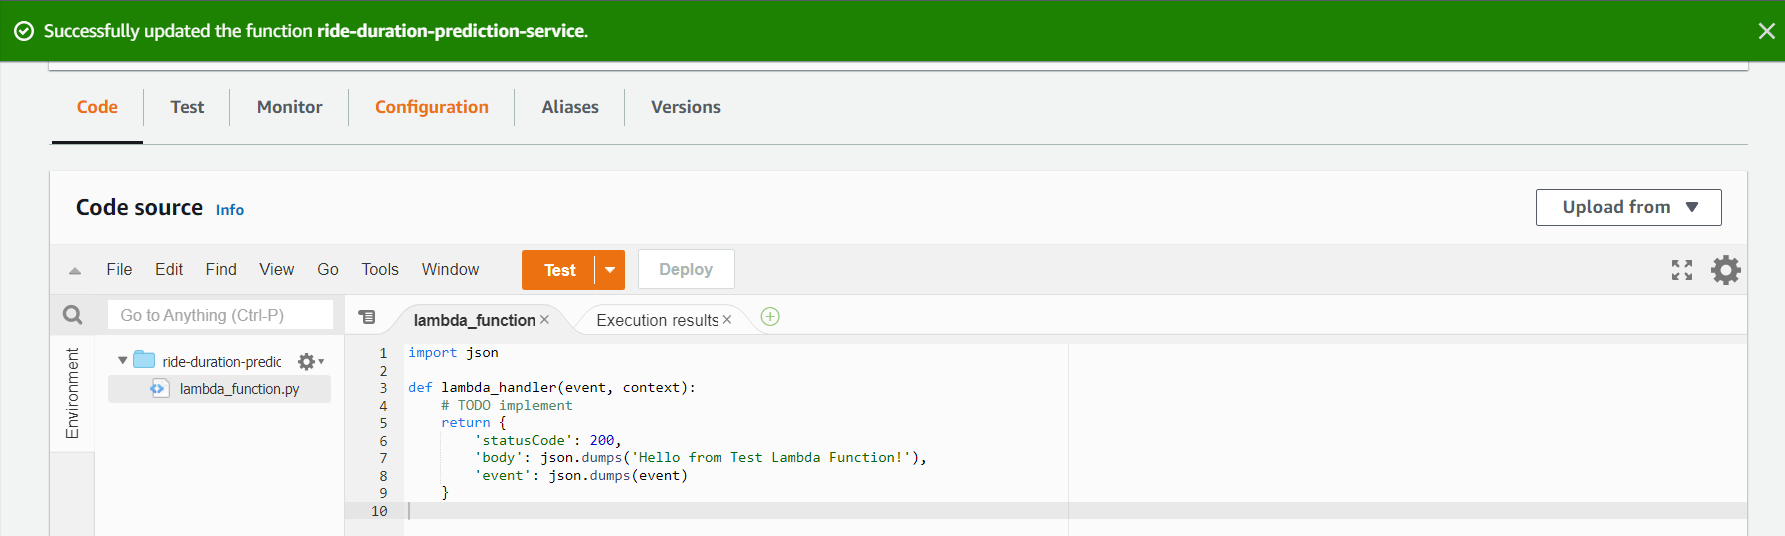 Successfully updated the function ride-duration-prediction-service.
Code Test Monitor Configuration Aliases Versions
Code source Info
Upload from
File Edit Find View Go Tools Window Test Deploy
Go to Anything (Ctrl-P)
lambda_function Execution results
Environment
ride-duration-predic
lambda_function.py
1 import json
2
3 def lambda_handler(event, context):
4 # TODO implement
5 return {
6 'statusCode': 200,
7 'body': json.dumps('Hello from Test Lambda Function!'),
8 'event': json.dumps(event)
9 }
10